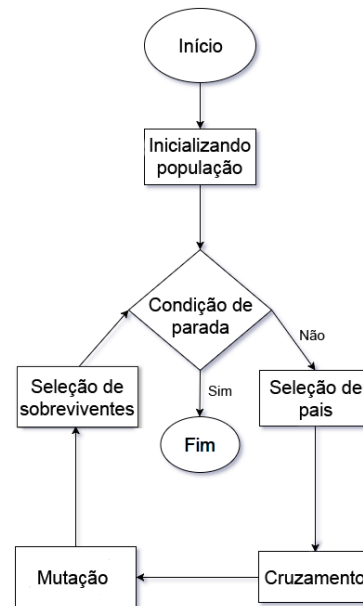 Início
Inicializando
população
Condição de
parada
Não
Sim
Seleção de
sobreviventes
Seleção de
pais
Fim
Mutação
Cruzamento